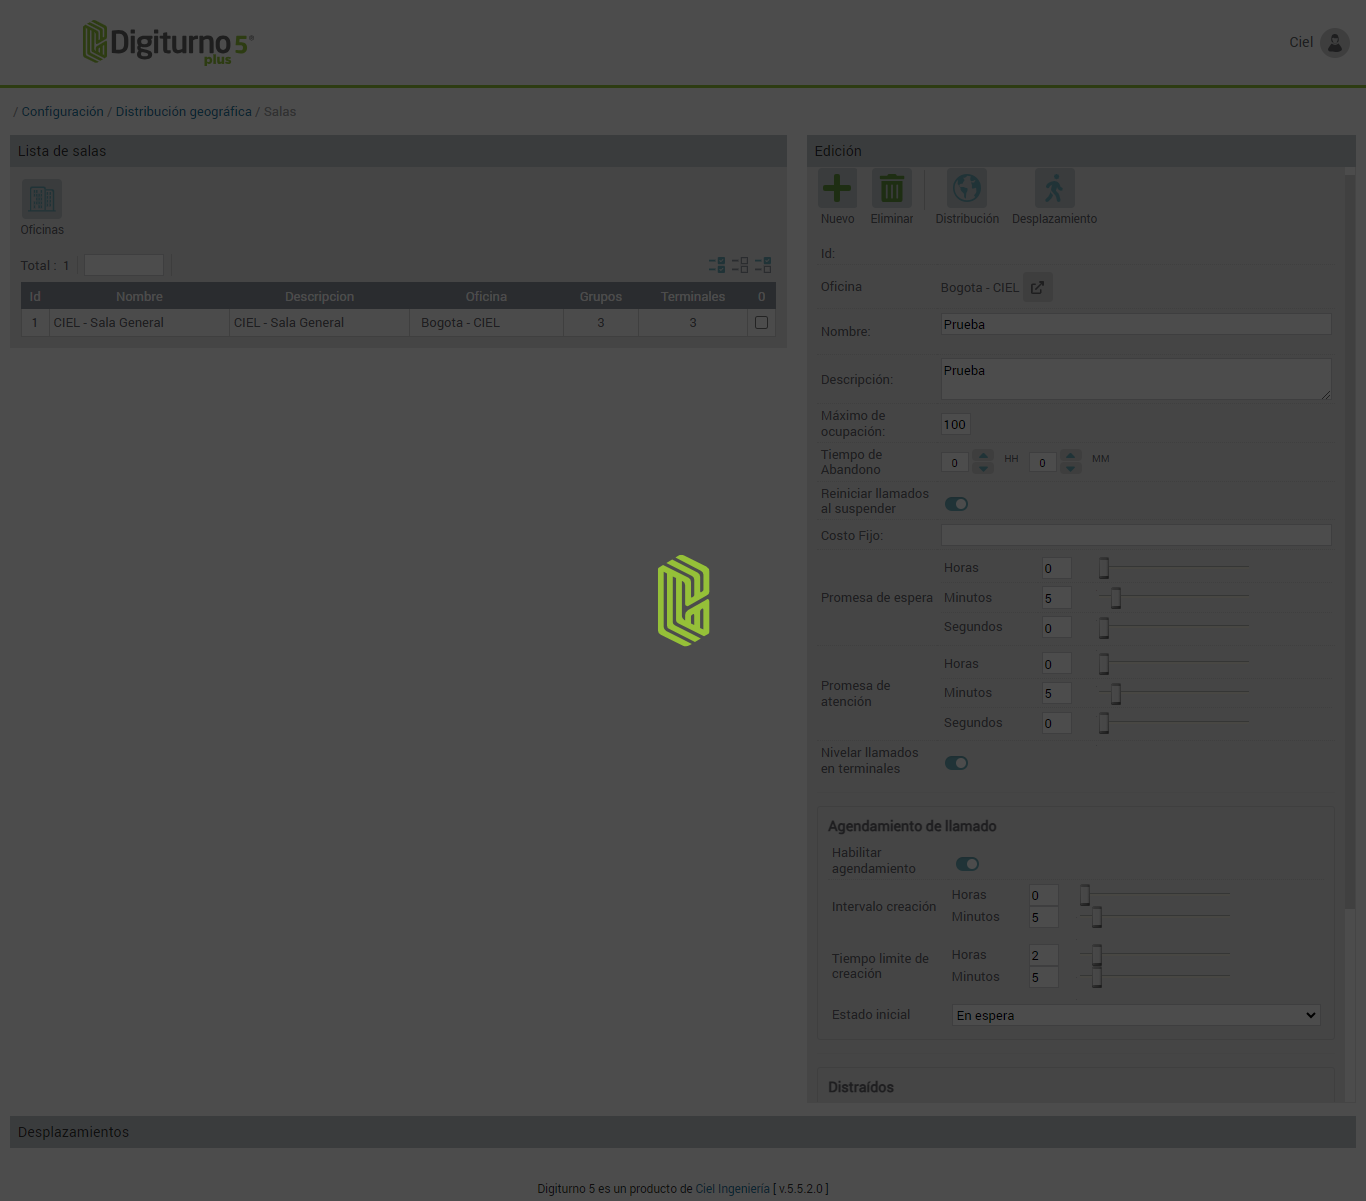 Digiturno 5®
plus
Ciel
/ Configuración / Distribución geográfica / Salas
Lista de salas
Oficinas
Total : 1
Id Nombre Descripcion Oficina Grupos Terminales 0
1 CIEL - Sala General CIEL - Sala General Bogota - CIEL 3 3
Edición
Nuevo Eliminar Distribución Desplazamiento
Id:
Oficina Bogota - CIEL
Nombre: Prueba
Descripción: Prueba
Máximo de
ocupación: 100
Tiempo de
Abandono 0 HH 0 MM
Reiniciar llamados
al suspender
Costo Fijo:
Promesa de espera
Horas 0
Minutos 5
Segundos 0
Promesa de
atención
Horas 0
Minutos 5
Segundos 0
Nivelar llamados
en terminales
Agendamiento de llamado
Habilitar
agendamiento
Intervalo creación
Horas 0
Minutos 5
Tiempo limite de
creación
Horas 2
Minutos 5
Estado inicial En espera
Distraídos
Desplazamientos
Digiturno 5 es un producto de Ciel Ingeniería [ v.5.5.2.0 ]